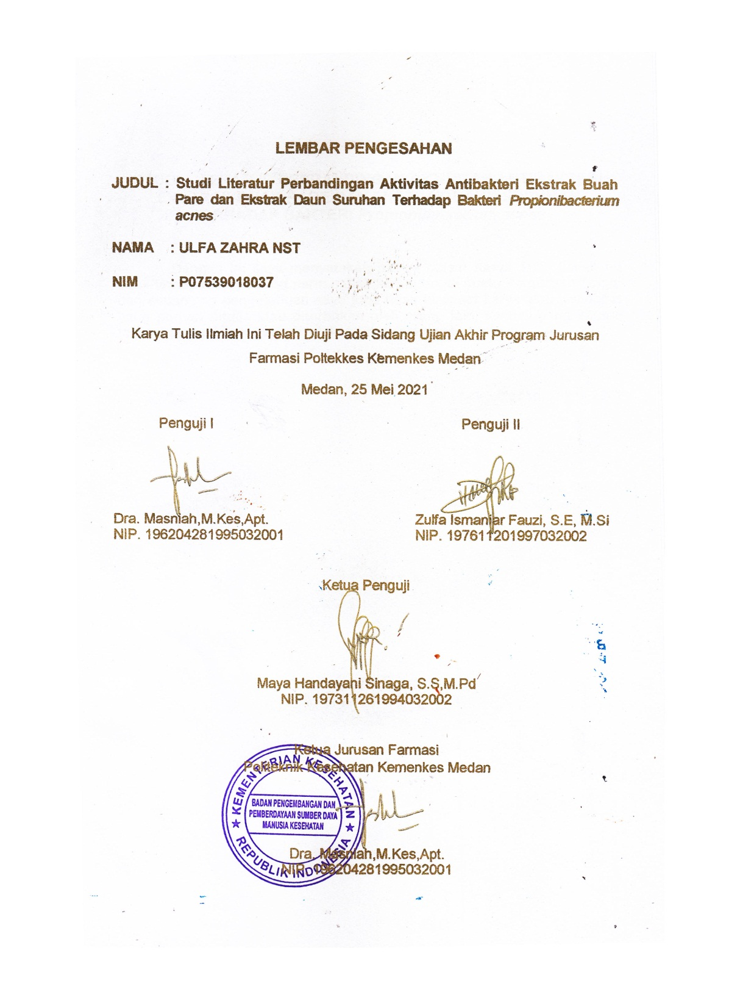 LEMBAR PENGESAHAN
JUDUL : Studi Literatur Perbandingan Aktivitas Antibakteri Ekstrak Buah
Pare dan Ekstrak Daun Suruhan Terhadap Bakteri Propionibacterium
acnes
NAMA : ULFA ZAHRA NST
NIM : P07539018037
Karya Tulis Ilmiah Ini Telah Diuji Pada Sidang Ujian Akhir Program Jurusan
Farmasi Poltekkes Kemenkes Medan
Medan, 25 Mei 2021
Penguji I
Penguji II
Dra. Masniah,M.Kes,Apt.
NIP. 196204281995032001
Zulfa Ismaniar Fauzi, S.E, M.Si
NIP. 197611201997032002
Ketua Penguji
Maya Handayani Sinaga, S.S,M.Pd
NIP. 197311261994032002
Ketua Jurusan Farmasi
Politeknik Kesehatan Kemenkes Medan
KEMENTERIAN KESEHATAN
BADAN PENGEMBANGAN DAN
PEMBERDAYAAN SUMBER DAYA
MANUSIA KESEHATAN
REPUBLIK INDONESIA
Dra. Masniah,M.Kes,Apt.
NIP. 196204281995032001